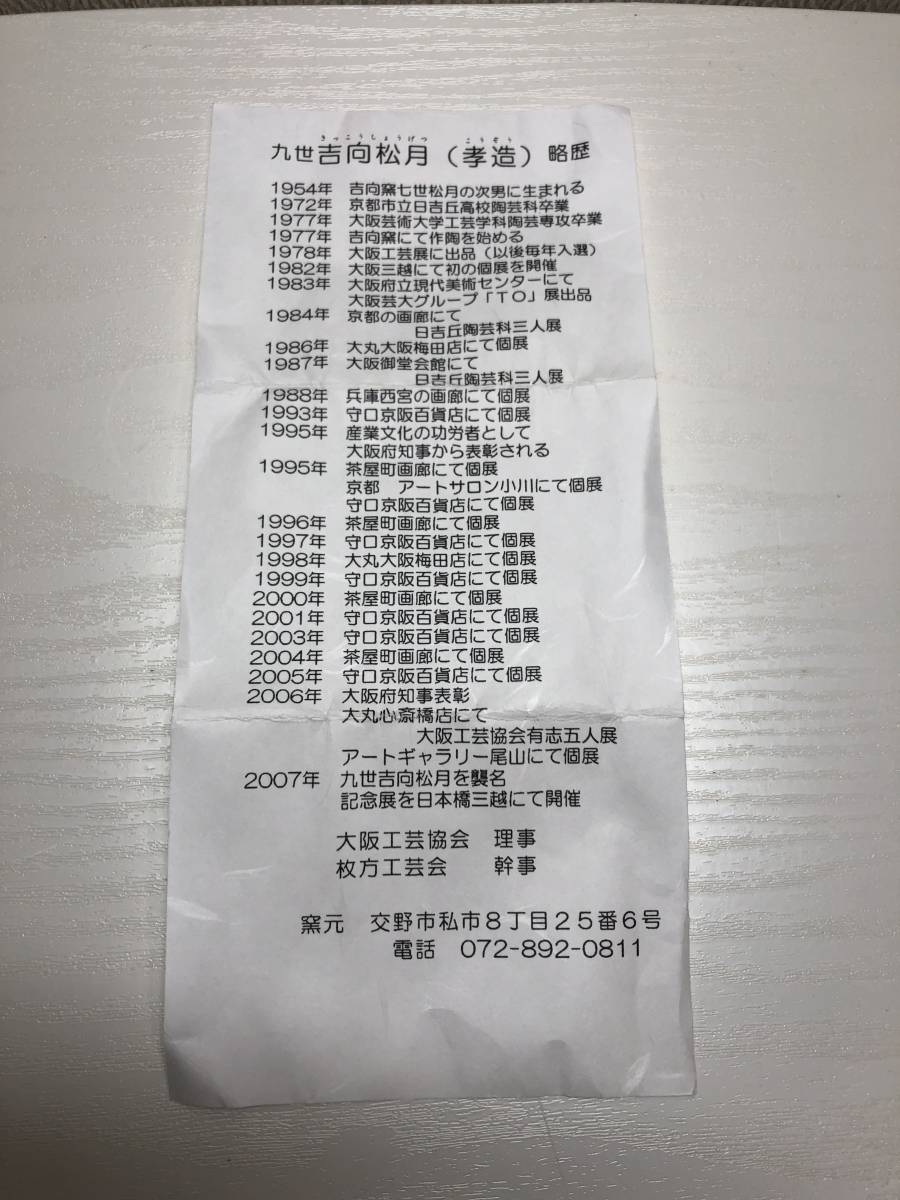 きっこうしょうげつ こうぞう
九世 吉向松月（孝造）略歴
1954年 吉向窯七世松月の次男に生まれる
1972年 京都市立日吉丘高校陶芸科卒業
1977年 大阪芸術大学工芸学科陶芸専攻卒業
1977年 吉向窯にて作陶を始める
1978年 大阪工芸展に出品（以後毎年入選）
1982年 大阪三越にて初の個展を開催
1983年 大阪府立現代美術センターにて
大阪芸大グループ「TO」展出品
1984年 京都の画廊にて
日吉丘陶芸科三人展
1986年 大丸大阪梅田店にて個展
1987年 大阪御堂会館にて
日吉丘陶芸科三人展
1988年 兵庫西宮の画廊にて個展
1993年 守口京阪百貨店にて個展
1995年 産業文化の功労者として
大阪府知事から表彰される
1995年 茶屋町画廊にて個展
京都 アートサロン小川にて個展
守口京阪百貨店にて個展
1996年 茶屋町画廊にて個展
1997年 守口京阪百貨店にて個展
1998年 大丸大阪梅田店にて個展
1999年 守口京阪百貨店にて個展
2000年 茶屋町画廊にて個展
2001年 守口京阪百貨店にて個展
2003年 守口京阪百貨店にて個展
2004年 茶屋町画廊にて個展
2005年 守口京阪百貨店にて個展
2006年 大阪府知事表彰
大丸心斎橋店にて
大阪工芸協会有志五人展
アートギャラリー尾山にて個展
2007年 九世吉向松月を襲名
記念展を日本橋三越にて開催
大阪工芸協会 理事
枚方工芸会 幹事
窯元 交野市私市8丁目25番6号
電話 072-892-0811